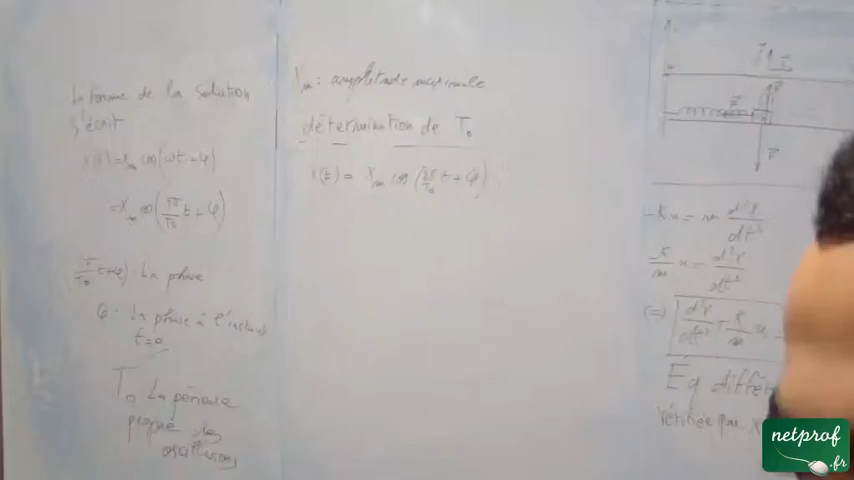 La forme de la solution
s'écrit
x(t) = Xm cos(ωt + φ)
= Xm cos(2π/T₀ t + φ)
(2π/T₀ t + φ) : La phase
φ : La phase à l'instant
t = 0
T₀ La période
propre des
oscillations
Xm : amplitude maximale
détermination de T₀
x(t) = Xm cos(2π/T₀ t + φ)
-K x = m d²x/dt²
-K/m x = d²x/dt²
(=) d²x/dt² + K/m x
Eq différ
vérifiée par x
netprof
.fr